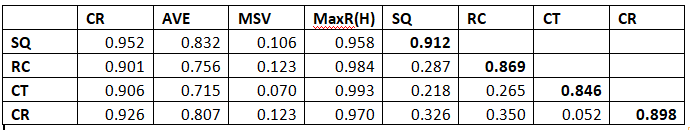 CR AVE MSV MaxR(H) SQ RC CT CR
SQ 0.952 0.832 0.106 0.958 0.912
RC 0.901 0.756 0.123 0.984 0.287 0.869
CT 0.906 0.715 0.070 0.993 0.218 0.265 0.846
CR 0.926 0.807 0.123 0.970 0.326 0.350 0.052 0.898